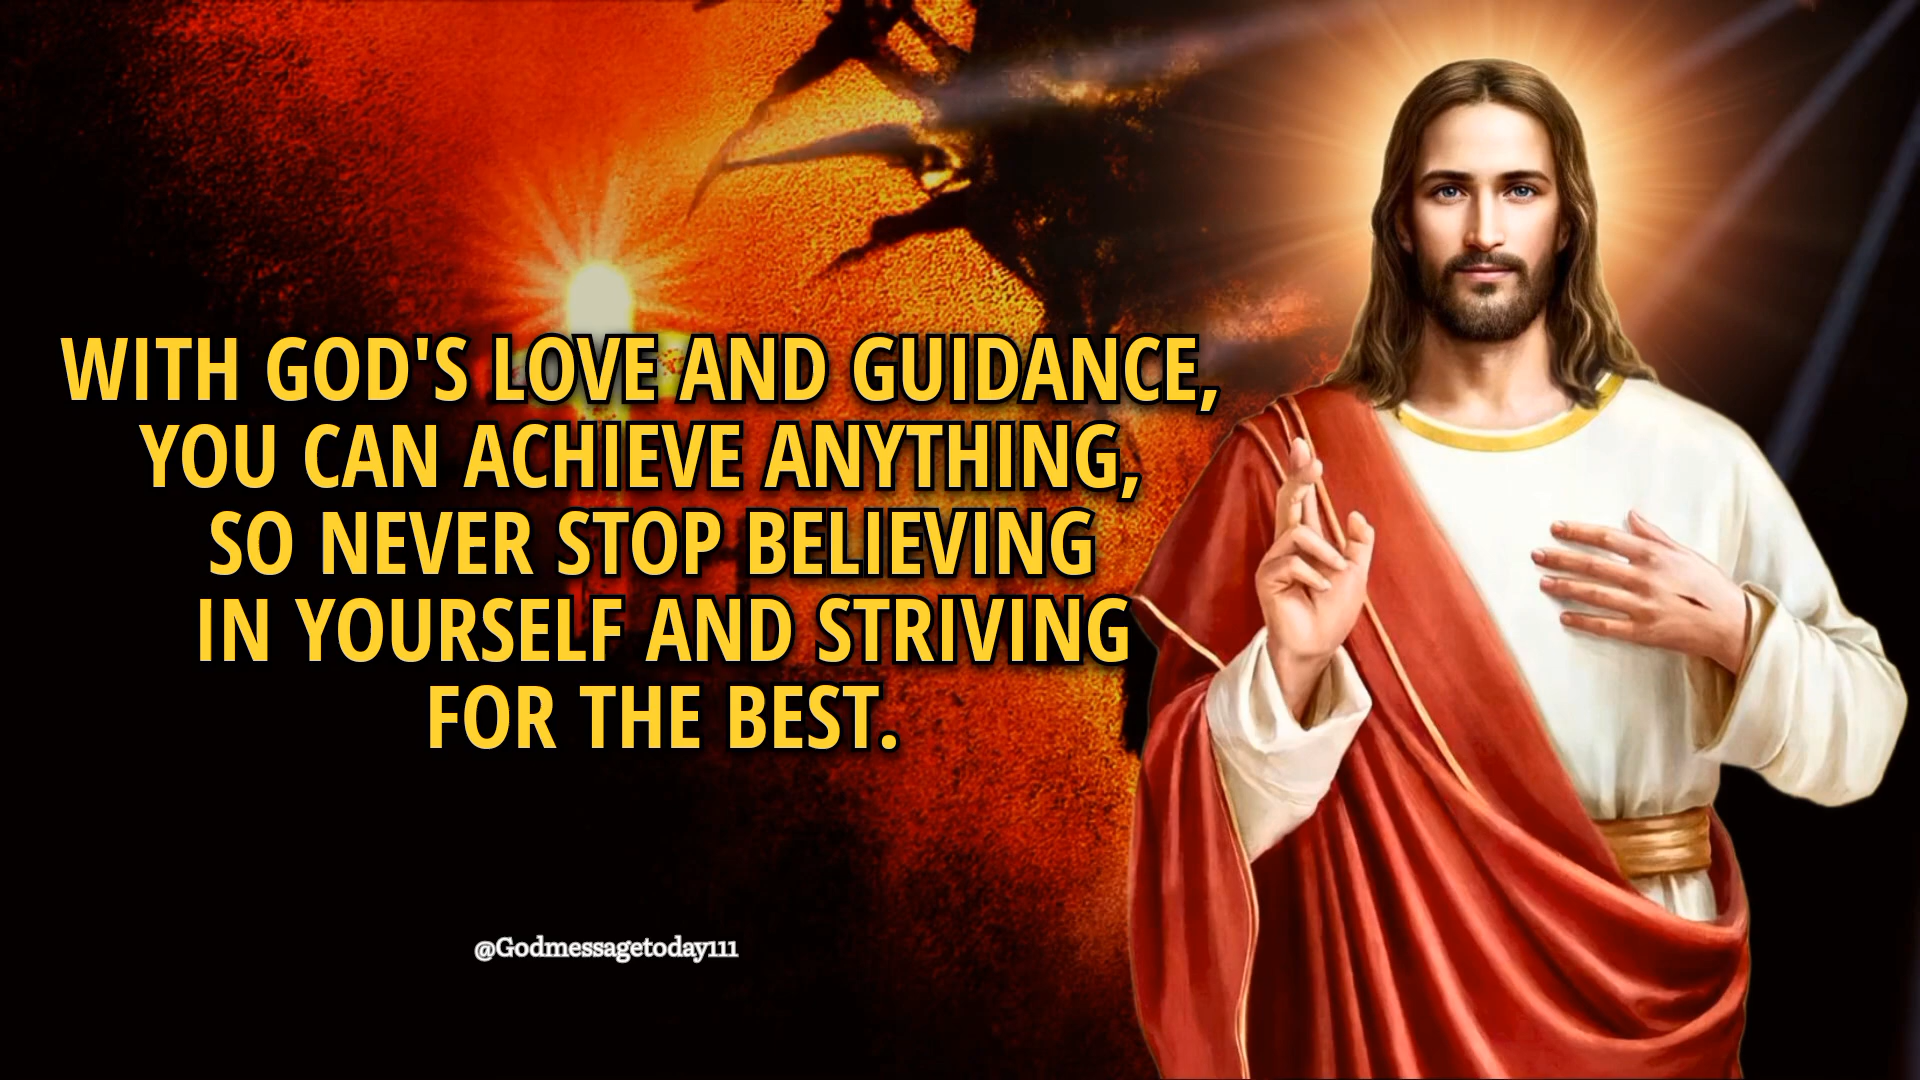 WITH GOD'S LOVE AND GUIDANCE,
YOU CAN ACHIEVE ANYTHING,
SO NEVER STOP BELIEVING
IN YOURSELF AND STRIVING
FOR THE BEST.
@Godmessagetoday111